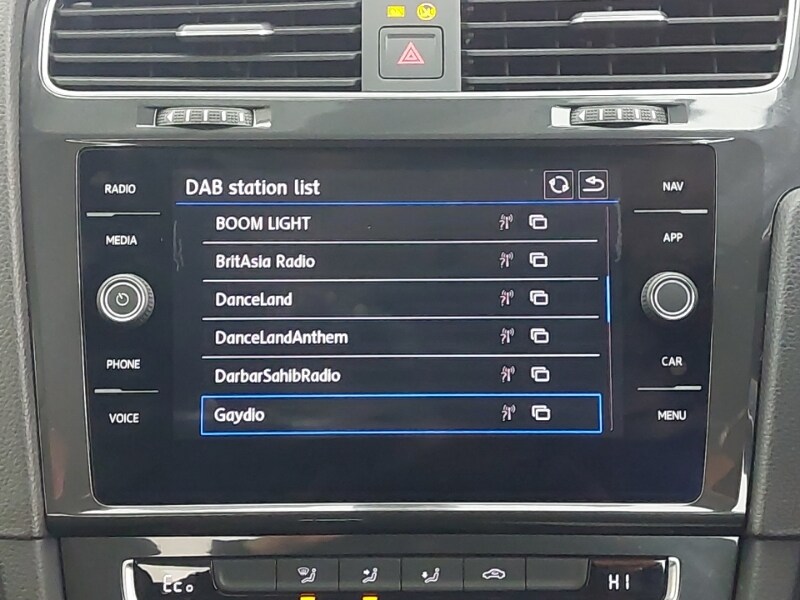 RADIO
MEDIA
PHONE
VOICE
DAB station list
BOOM LIGHT
BritAsia Radio
DanceLand
DanceLandAnthem
DarbarSahibRadio
Gaydio
NAV
APP
CAR
MENU
HI